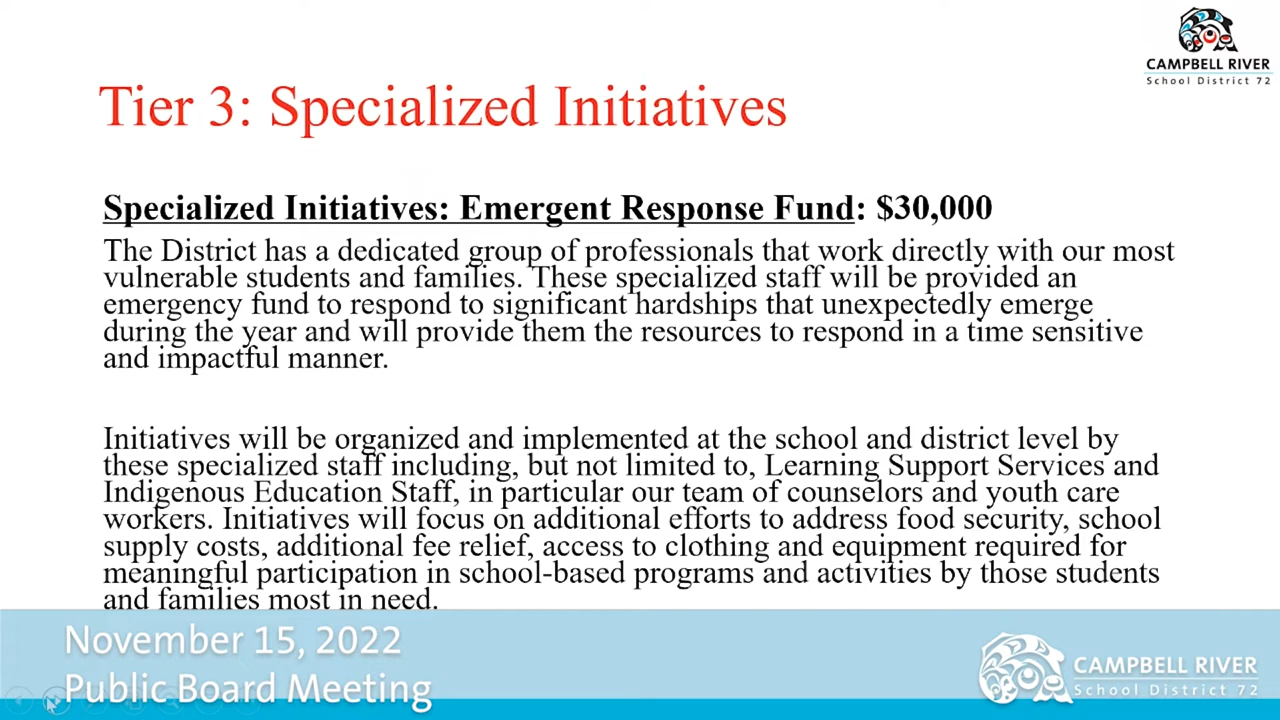 CAMPBELL RIVER
School District 72
Tier 3: Specialized Initiatives
Specialized Initiatives: Emergent Response Fund: $30,000
The District has a dedicated group of professionals that work directly with our most
vulnerable students and families. These specialized staff will be provided an
emergency fund to respond to significant hardships that unexpectedly emerge
during the year and will provide them the resources to respond in a time sensitive
and impactful manner.
Initiatives will be organized and implemented at the school and district level by
these specialized staff including, but not limited to, Learning Support Services and
Indigenous Education Staff, in particular our team of counselors and youth care
workers. Initiatives will focus on additional efforts to address food security, school
supply costs, additional fee relief, access to clothing and equipment required for
meaningful participation in school-based programs and activities by those students
and families most in need.
November 15, 2022
Public Board Meeting
CAMPBELL RIVER
School District 72